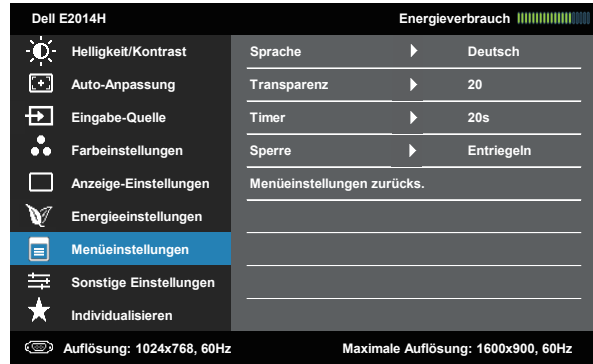 Dell E2014H Energieverbrauch
Helligkeit/Kontrast Sprache Deutsch
Auto-Anpassung Transparenz 20
Eingabe-Quelle Timer 20s
Farbeinstellungen Sperre Entriegeln
Anzeige-Einstellungen Menüeinstellungen zurücks.
Energieeinstellungen
Menüeinstellungen
Sonstige Einstellungen
Individualisieren
Auflösung: 1024x768, 60Hz Maximale Auflösung: 1600x900, 60Hz